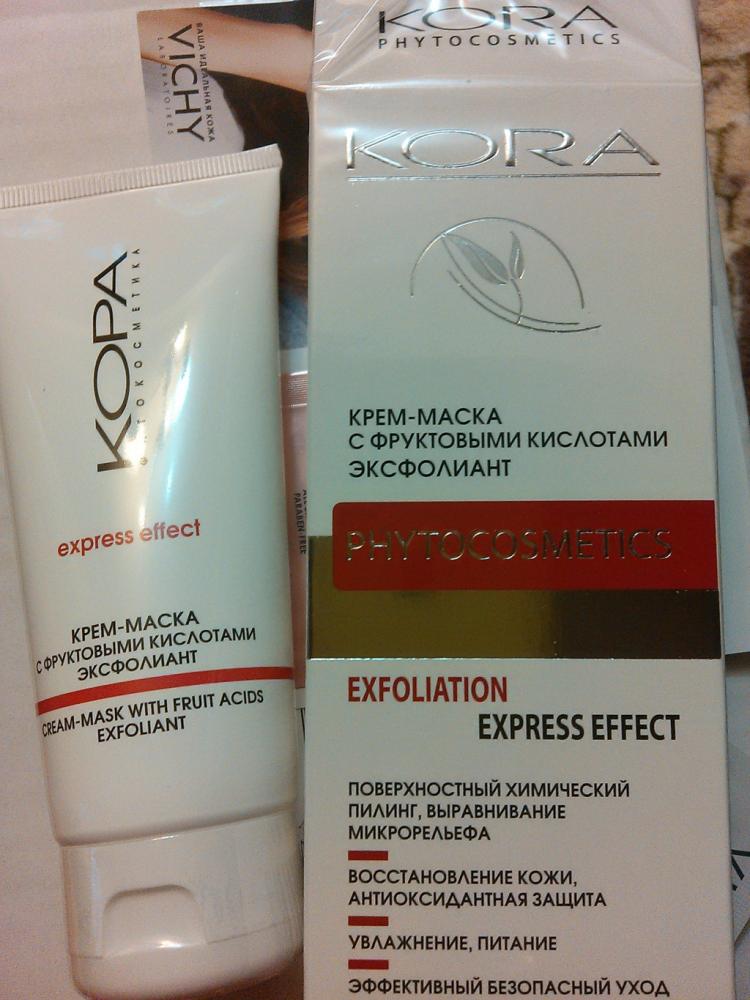 ВАША ИДЕАЛЬНАЯ КОЖА
VICHY
LABORATOIRES
КОРА
ФИТОКОСМЕТИКА
express effect
КРЕМ-МАСКА
С ФРУКТОВЫМИ КИСЛОТАМИ
ЭКСФОЛИАНТ
CREAM-MASK WITH FRUIT ACIDS
EXFOLIANT
PARABEN-FREE
KORA
PHYTOCOSMETICS
KORA
КРЕМ-МАСКА
С ФРУКТОВЫМИ КИСЛОТАМИ
ЭКСФОЛИАНТ
PHYTOCOSMETICS
EXFOLIATION
EXPRESS EFFECT
ПОВЕРХНОСТНЫЙ ХИМИЧЕСКИЙ
ПИЛИНГ, ВЫРАВНИВАНИЕ
МИКРОРЕЛЬЕФА
ВОССТАНОВЛЕНИЕ КОЖИ,
АНТИОКСИДАНТНАЯ ЗАЩИТА
УВЛАЖНЕНИЕ, ПИТАНИЕ
ЭФФЕКТИВНЫЙ БЕЗОПАСНЫЙ УХОД